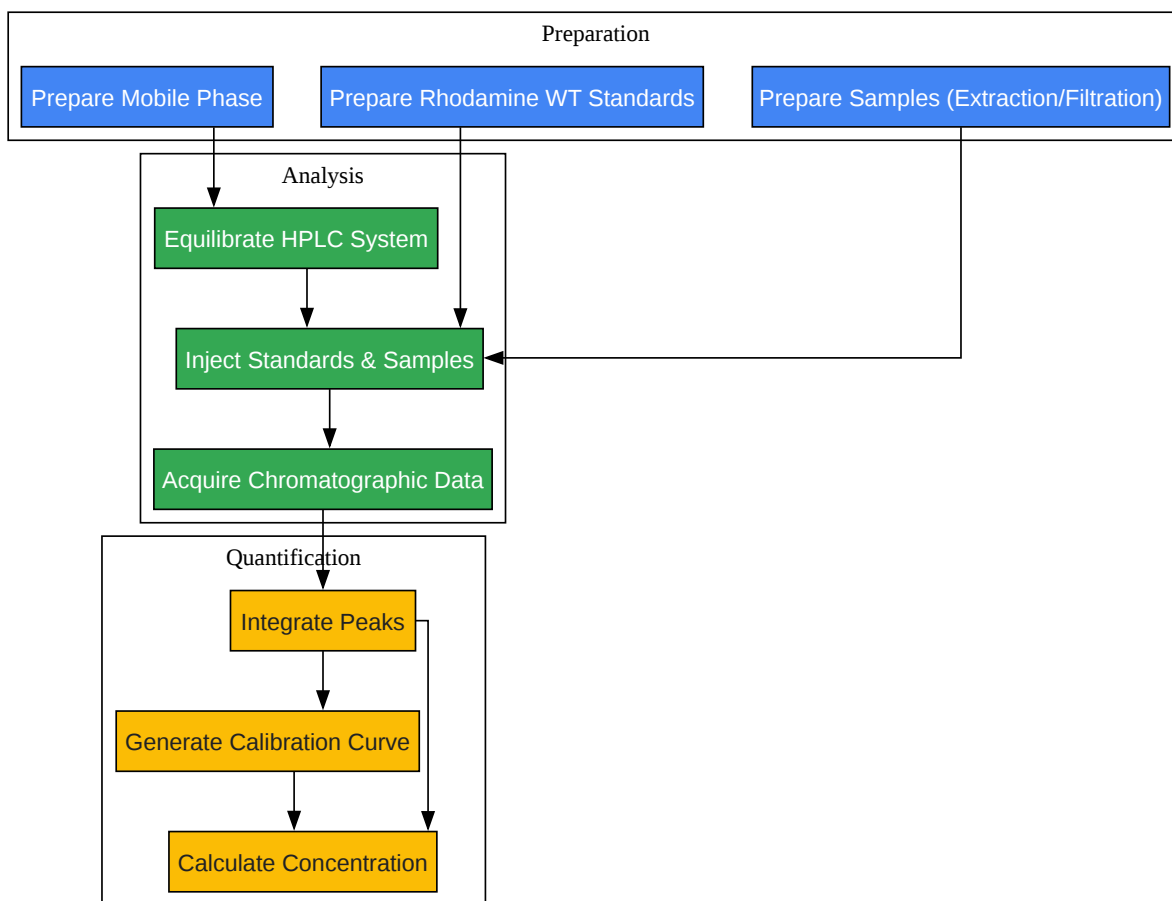 Preparation
Prepare Mobile Phase
Prepare Rhodamine WT Standards
Prepare Samples (Extraction/Filtration)
Analysis
Equilibrate HPLC System
Inject Standards & Samples
Acquire Chromatographic Data
Quantification
Integrate Peaks
Generate Calibration Curve
Calculate Concentration